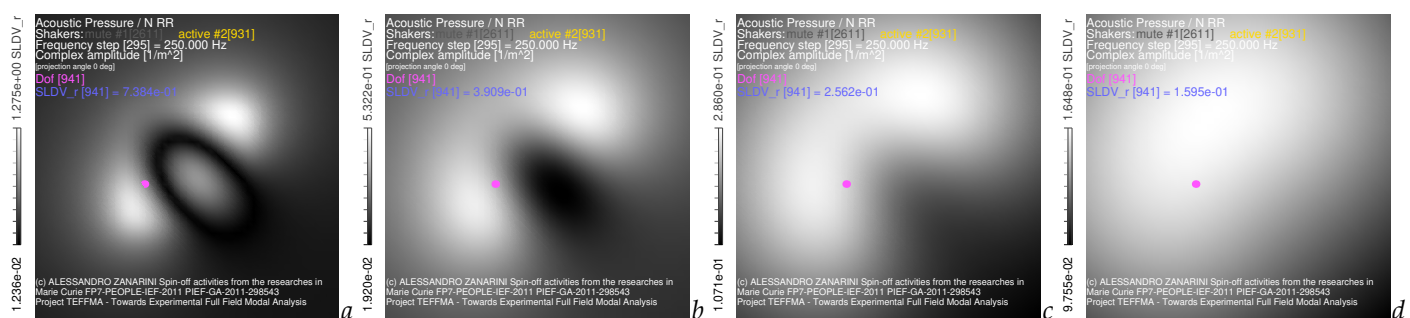 1.236e-02 1.275e+00 SLDV_r
Acoustic Pressure / N RR
Shakers: mute #1[2611] active #2[931]
Frequency step [295] = 250.000 Hz
Complex amplitude [1/m^2]
[projection angle 0 deg]
Dof [941]
SLDV_r [941] = 7.384e-01
(c) ALESSANDRO ZANARINI Spin-off activities from the researches in
Marie Curie FP7-PEOPLE-IEF-2011 PIEF-GA-2011-298543
Project TEFFMA - Towards Experimental Full Field Modal Analysis
a
1.920e-02 5.322e-01 SLDV_r
Acoustic Pressure / N RR
Shakers: mute #1[2611] active #2[931]
Frequency step [295] = 250.000 Hz
Complex amplitude [1/m^2]
[projection angle 0 deg]
Dof [941]
SLDV_r [941] = 3.909e-01
(c) ALESSANDRO ZANARINI Spin-off activities from the researches in
Marie Curie FP7-PEOPLE-IEF-2011 PIEF-GA-2011-298543
Project TEFFMA - Towards Experimental Full Field Modal Analysis
b
1.071e-01 2.860e-01 SLDV_r
Acoustic Pressure / N RR
Shakers: mute #1[2611] active #2[931]
Frequency step [295] = 250.000 Hz
Complex amplitude [1/m^2]
[projection angle 0 deg]
Dof [941]
SLDV_r [941] = 2.562e-01
(c) ALESSANDRO ZANARINI Spin-off activities from the researches in
Marie Curie FP7-PEOPLE-IEF-2011 PIEF-GA-2011-298543
Project TEFFMA - Towards Experimental Full Field Modal Analysis
c
9.755e-02 1.648e-01 SLDV_r
Acoustic Pressure / N RR
Shakers: mute #1[2611] active #2[931]
Frequency step [295] = 250.000 Hz
Complex amplitude [1/m^2]
[projection angle 0 deg]
Dof [941]
SLDV_r [941] = 1.595e-01
(c) ALESSANDRO ZANARINI Spin-off activities from the researches in
Marie Curie FP7-PEOPLE-IEF-2011 PIEF-GA-2011-298543
Project TEFFMA - Towards Experimental Full Field Modal Analysis
d